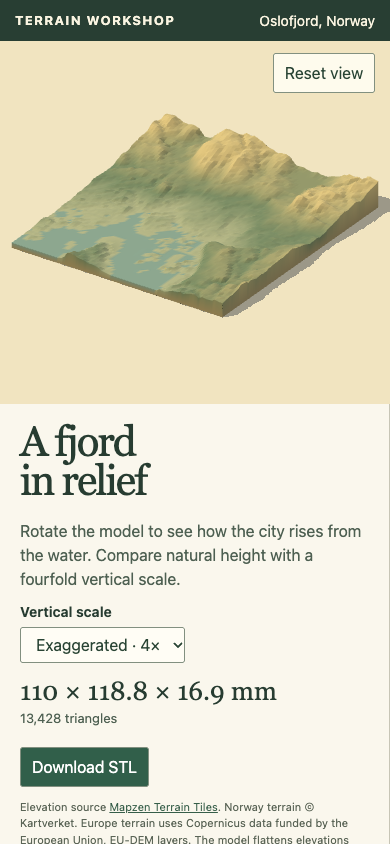 TERRAIN WORKSHOP
Oslofjord, Norway
Reset view
A fjord
in relief
Rotate the model to see how the city rises from
the water. Compare natural height with a
fourfold vertical scale.
Vertical scale
Exaggerated · 4×
110 × 118.8 × 16.9 mm
13,428 triangles
Download STL
Elevation source Mapzen Terrain Tiles. Norway terrain ©
Kartverket. Europe terrain uses Copernicus data funded by the
European Union, EU-DEM layers. The model flattens elevations